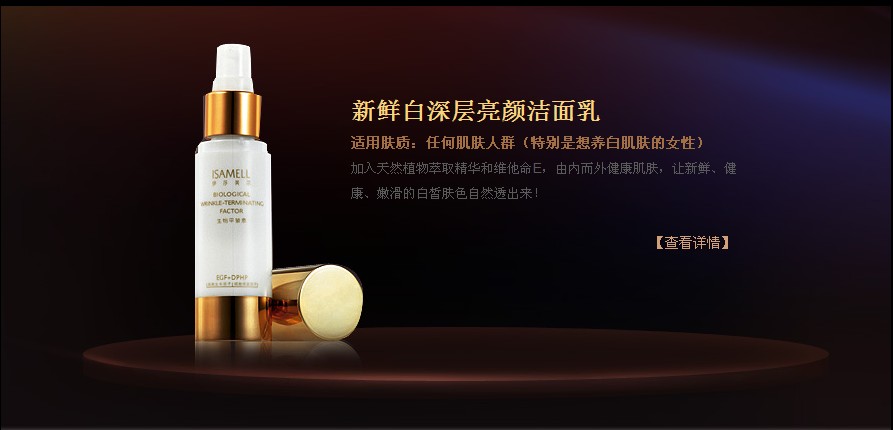 新鲜白深层亮颜洁面乳
适用肤质：任何肌肤人群（特别是想养白肌肤的女性）
加入天然植物萃取精华和维他命E，由内而外健康肌肤，让新鲜、健
康、嫩滑的白皙肤色自然透出来！
【查看详情】
ISAMELL
BIOLOGICAL
WRINKLE-TERMINATING
FACTOR
EGF+DPHP